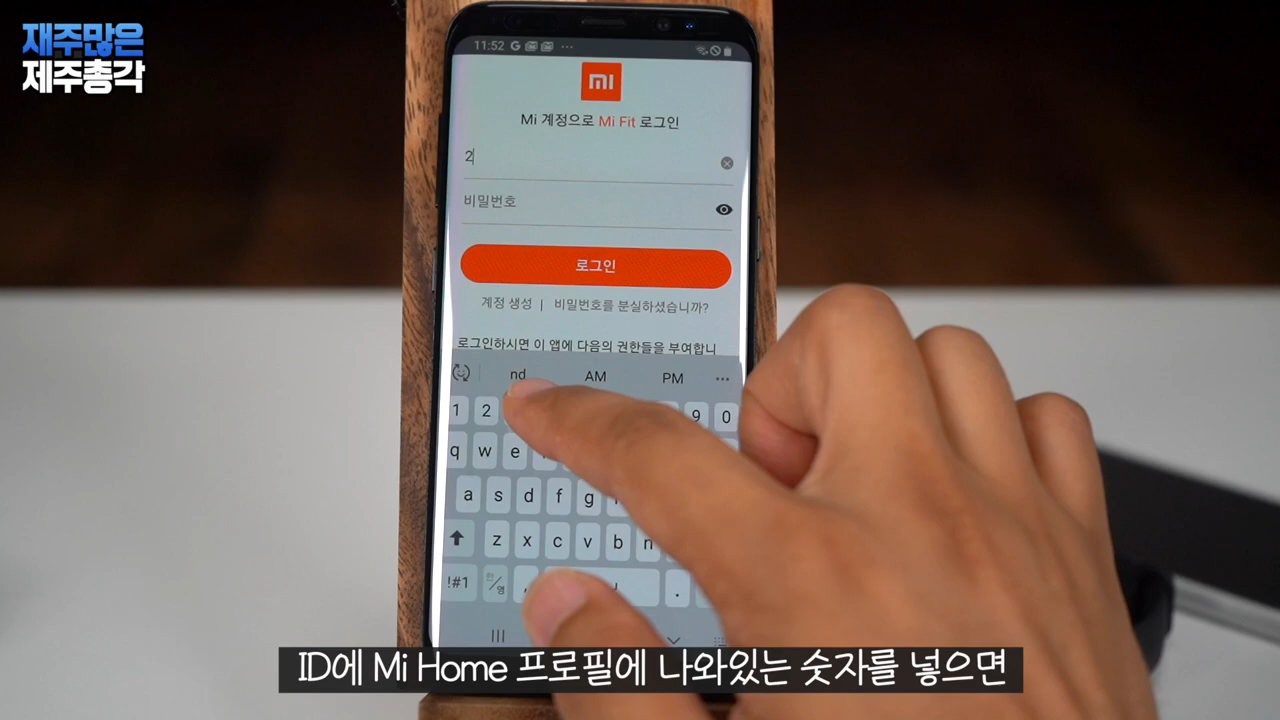 재주많은
제주총각
11:52 G
mi
Mi 계정으로 Mi Fit 로그인
2
비밀번호
로그인
계정 생성 | 비밀번호를 분실하셨습니까?
로그인하시면 이 앱에 다음의 권한들을 부여합니
nd AM PM
1 2 9 0
q w e
a s d f g
z x c v b n
!#1 한/영 , .
ID에 Mi Home 프로필에 나와있는 숫자를 넣으면